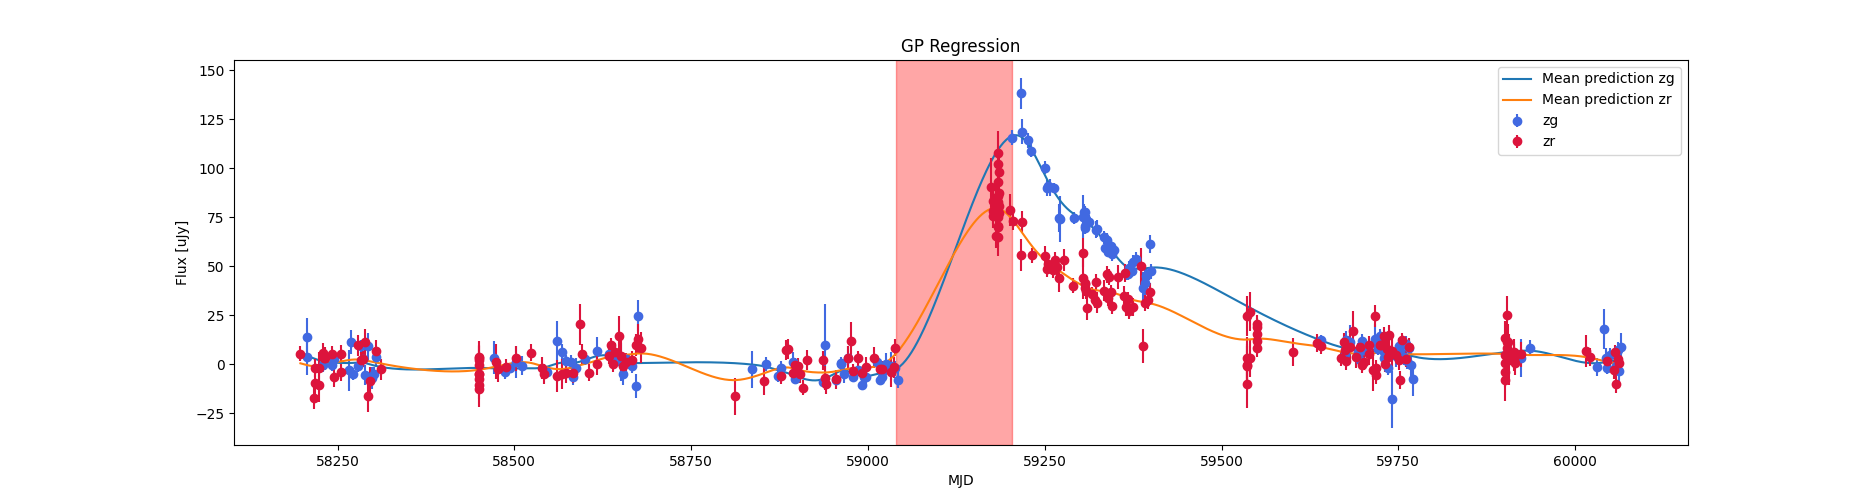 GP Regression
150
125
100
75
50
25
0
−25
Flux [uJy]
58250 58500 58750 59000 59250 59500 59750 60000
MJD
Mean prediction zg
Mean prediction zr
zg
zr